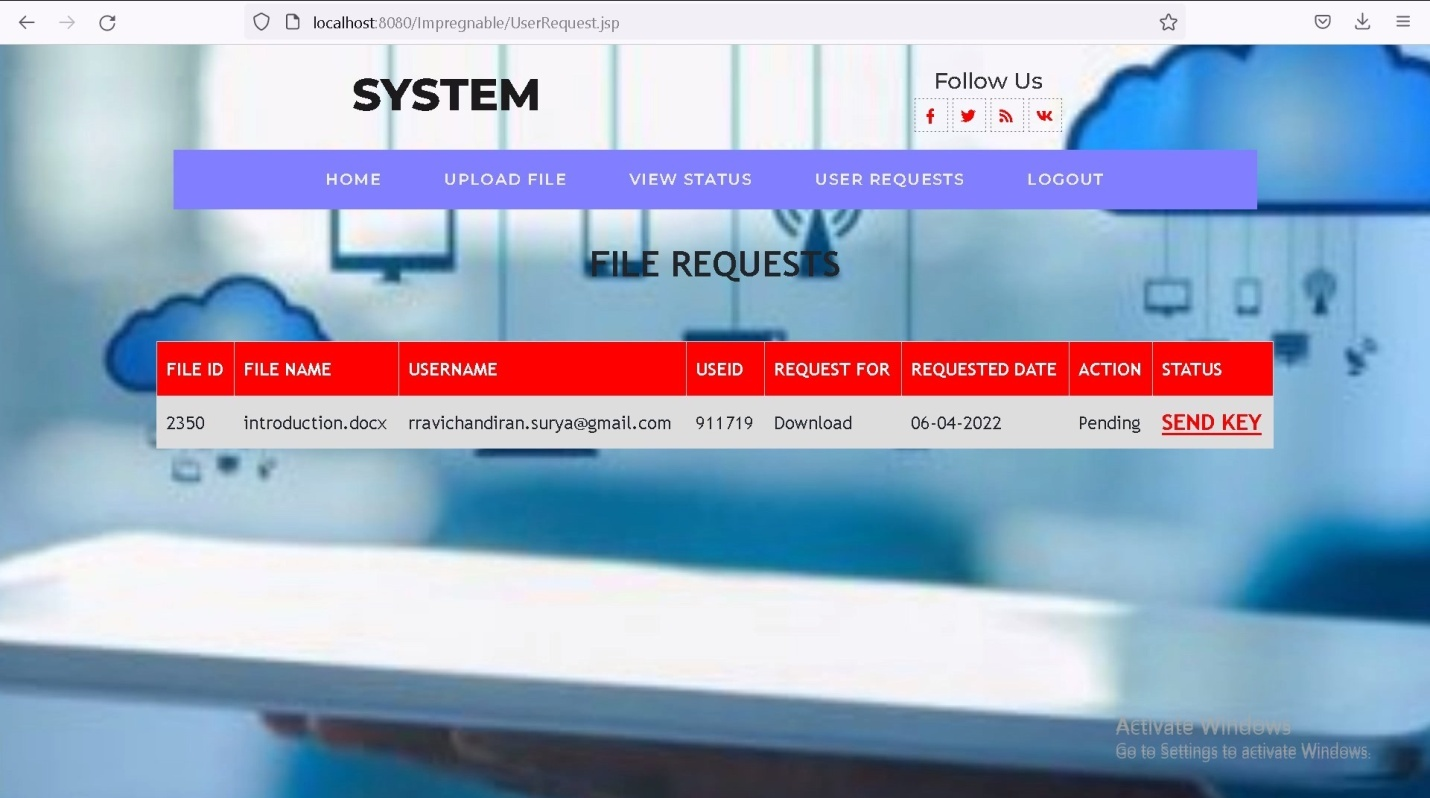 localhost:8080/Impregnable/UserRequest.jsp
SYSTEM
Follow Us
HOME UPLOAD FILE VIEW STATUS USER REQUESTS LOGOUT
FILE REQUESTS
FILE ID FILE NAME USERNAME USEID REQUEST FOR REQUESTED DATE ACTION STATUS
2350 introduction.docx rravichandiran.surya@gmail.com 911719 Download 06-04-2022 Pending SEND KEY
Activate Windows
Go to Settings to activate Windows.